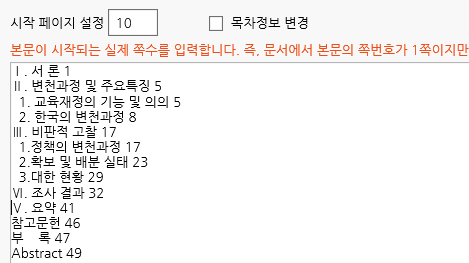 시작 페이지 설정 10 목차정보 변경
본문이 시작되는 실제 쪽수를 입력합니다. 즉, 문서에서 본문의 쪽번호가 1쪽이지만
Ⅰ. 서 론 1
Ⅱ. 변천과정 및 주요특징 5
1. 교육재정의 기능 및 의의 5
2. 한국의 변천과정 8
Ⅲ. 비판적 고찰 17
1.정책의 변천과정 17
2.확보 및 배분 실태 23
3.대한 현황 29
Ⅵ. 조사 결과 32
Ⅴ. 요약 41
참고문헌 46
부 록 47
Abstract 49